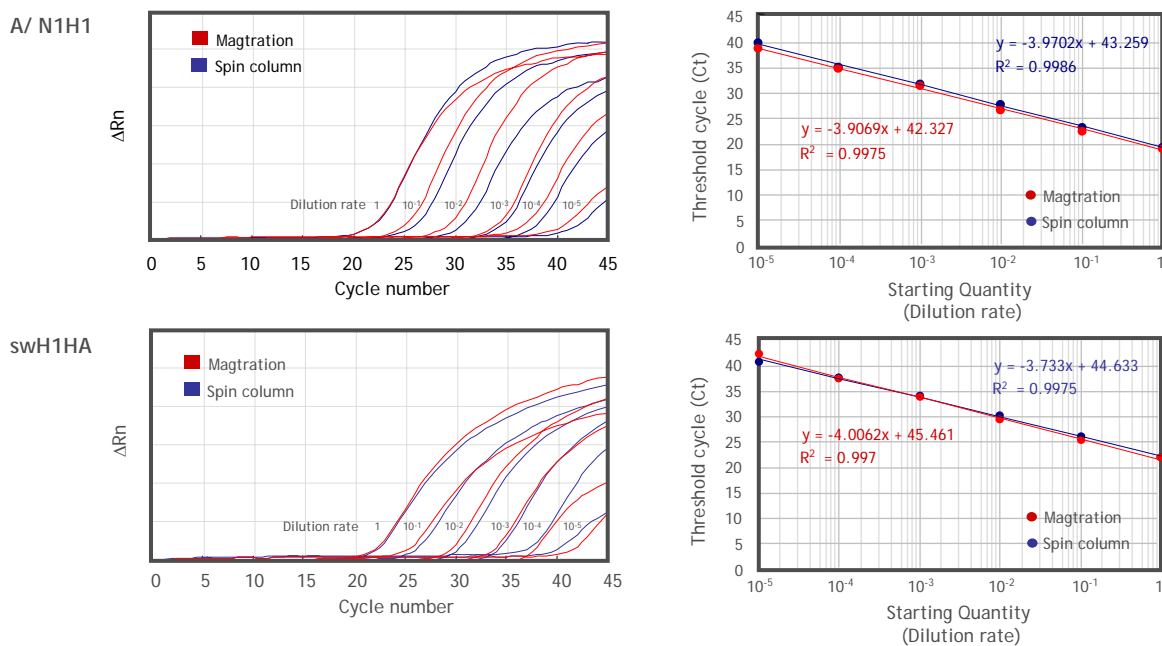 A/ N1H1
Magtration
Spin column
ΔRn
Dilution rate 1 10-1 10-2 10-3 10-4 10-5
0 5 10 15 20 25 30 35 40 45
Cycle number
45
40
35
30
25
20
15
10
5
0
Threshold cycle (Ct)
y = -3.9702x + 43.259
R2 = 0.9986
y = -3.9069x + 42.327
R2 = 0.9975
Magtration
Spin column
10-5 10-4 10-3 10-2 10-1 1
Starting Quantity
(Dilution rate)
swH1HA
Magtration
Spin column
ΔRn
Dilution rate 1 10-1 10-2 10-3 10-4 10-5
0 5 10 15 20 25 30 35 40 45
Cycle number
45
40
35
30
25
20
15
10
5
0
Threshold cycle (Ct)
y = -3.733x + 44.633
R2 = 0.9975
y = -4.0062x + 45.461
R2 = 0.997
Magtration
Spin column
10-5 10-4 10-3 10-2 10-1 1
Starting Quantity
(Dilution rate)